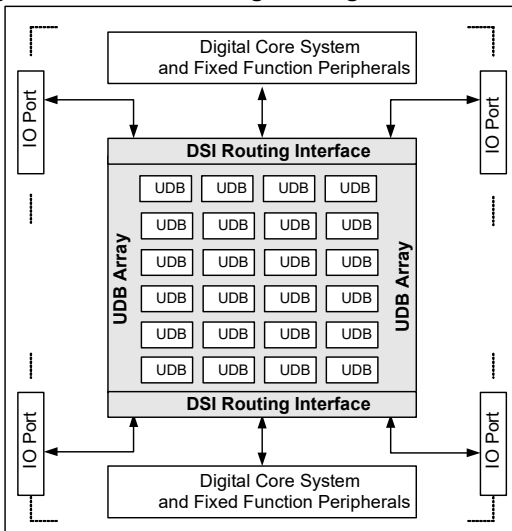 Digital Core System
and Fixed Function Peripherals
IO Port
IO Port
DSI Routing Interface
UDB UDB UDB UDB
UDB UDB UDB UDB
UDB Array
UDB Array
UDB UDB UDB UDB
UDB UDB UDB UDB
UDB UDB UDB UDB
UDB UDB UDB UDB
DSI Routing Interface
IO Port
IO Port
Digital Core System
and Fixed Function Peripherals